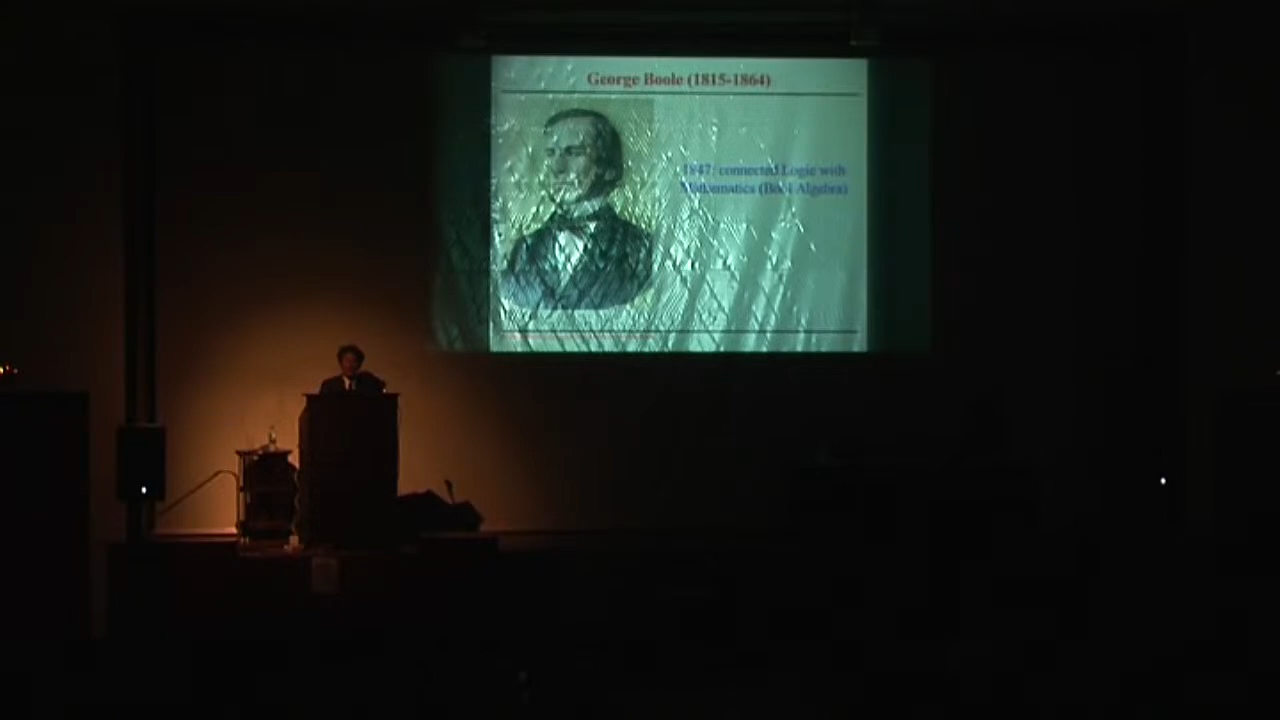 George Boole (1815-1864)
1847: connected Logic with
Mathematics (Bool Algebra)